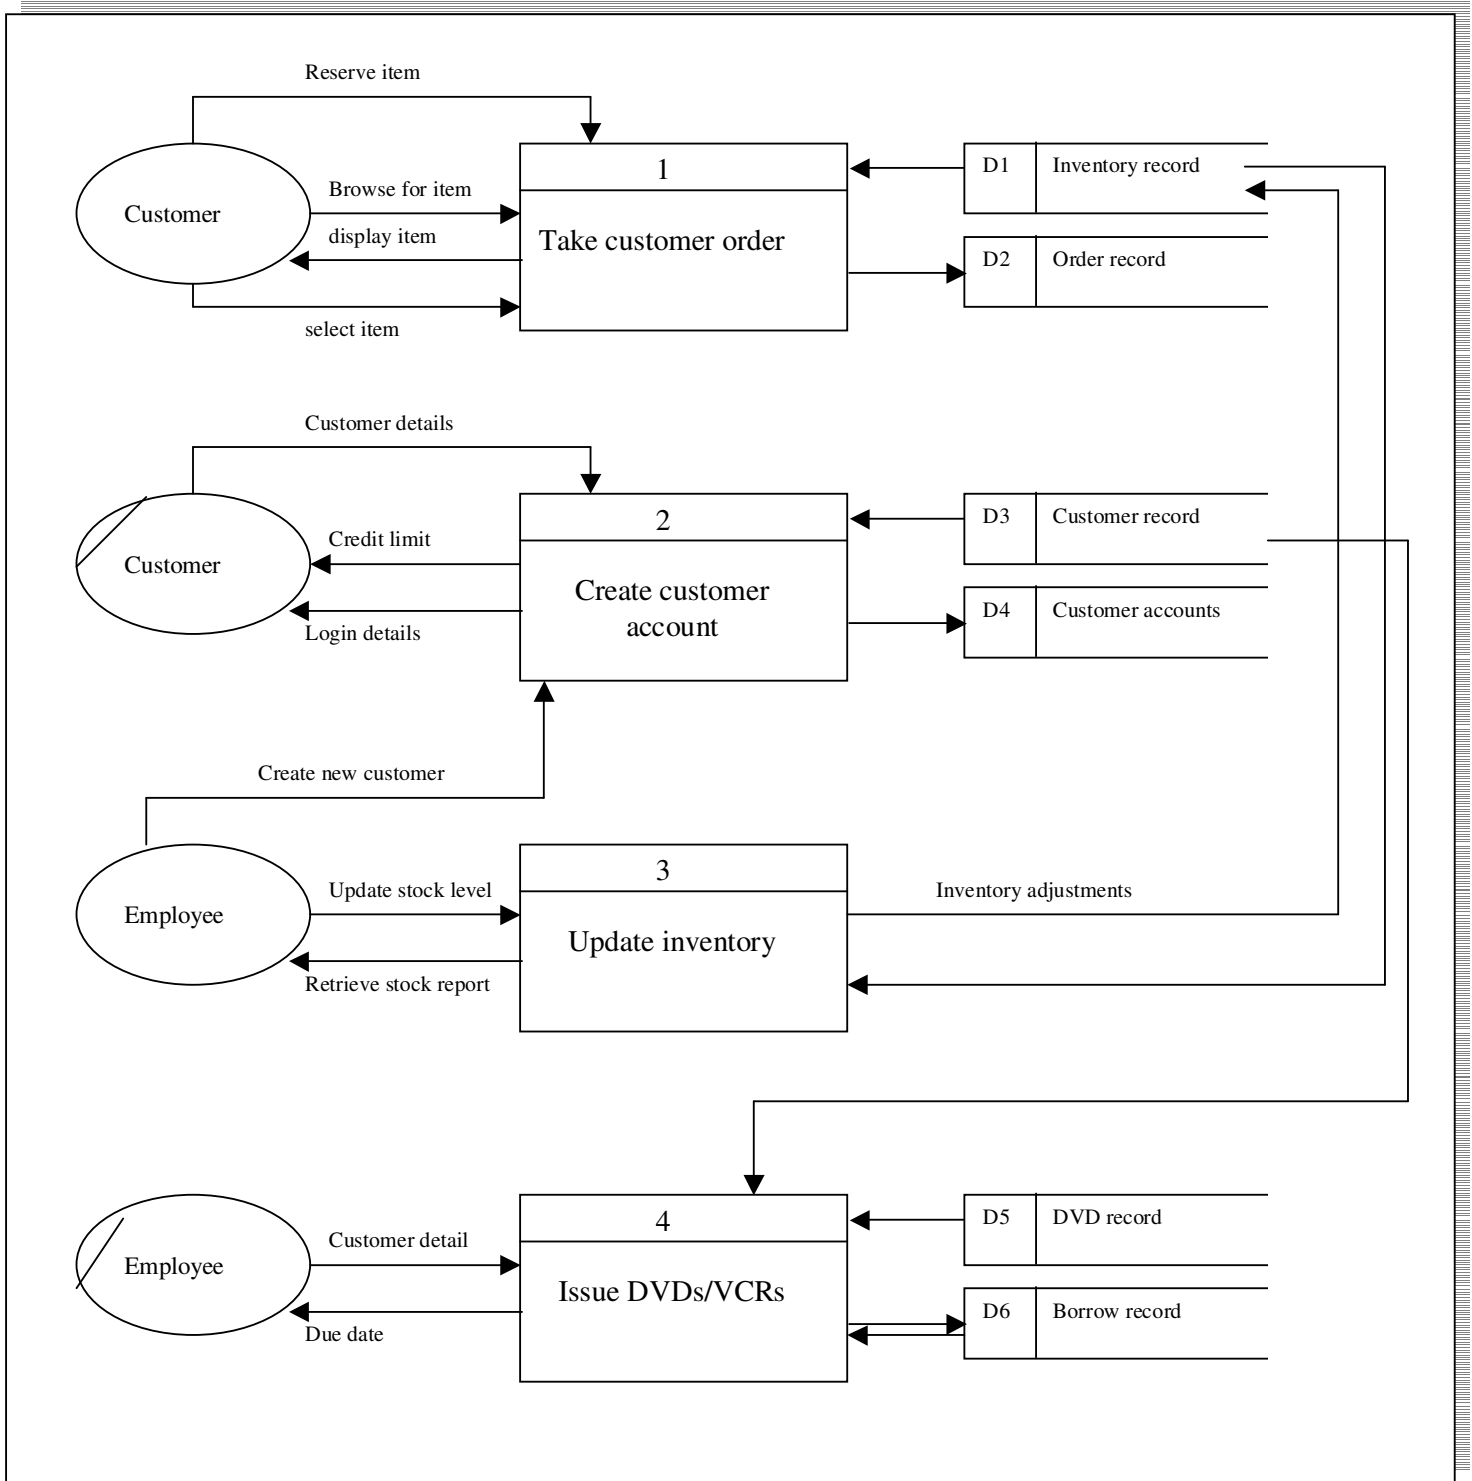 Reserve item
Customer
Browse for item
display item
select item
1
Take customer order
D1 Inventory record
D2 Order record
Customer details
Customer
Credit limit
Login details
2
Create customer
account
D3 Customer record
D4 Customer accounts
Create new customer
Employee
Update stock level
Retrieve stock report
3
Update inventory
Inventory adjustments
Employee
Customer detail
Due date
4
Issue DVDs/VCRs
D5 DVD record
D6 Borrow record